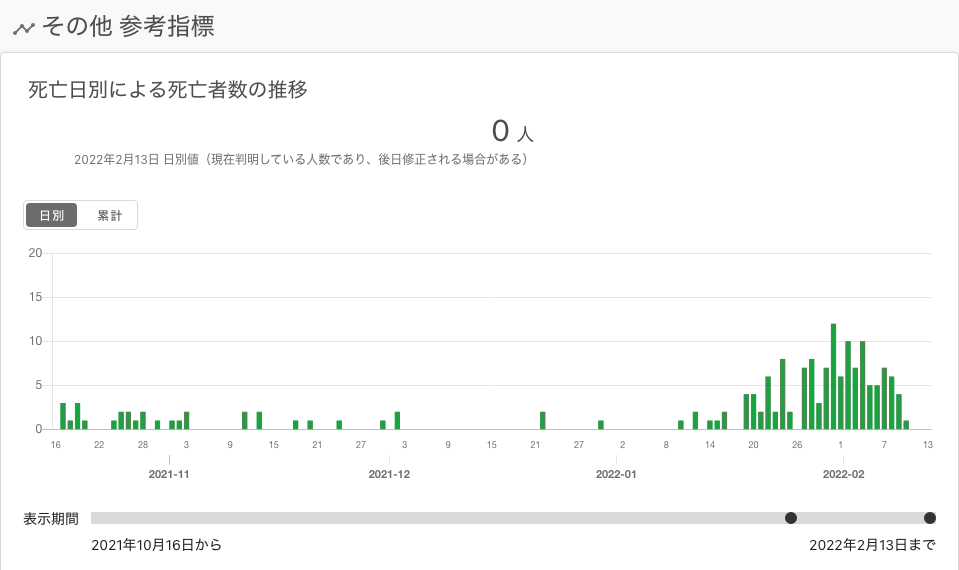 その他 参考指標
死亡日別による死亡者数の推移
0 人
2022年2月13日 日別値（現在判明している人数であり、後日修正される場合がある）
日別 累計
20
15
10
5
0
16 22 28 3 9 15 21 27 3 9 15 21 27 2 8 14 20 26 1 7 13
2021-11 2021-12 2022-01 2022-02
表示期間
2021年10月16日から 2022年2月13日まで